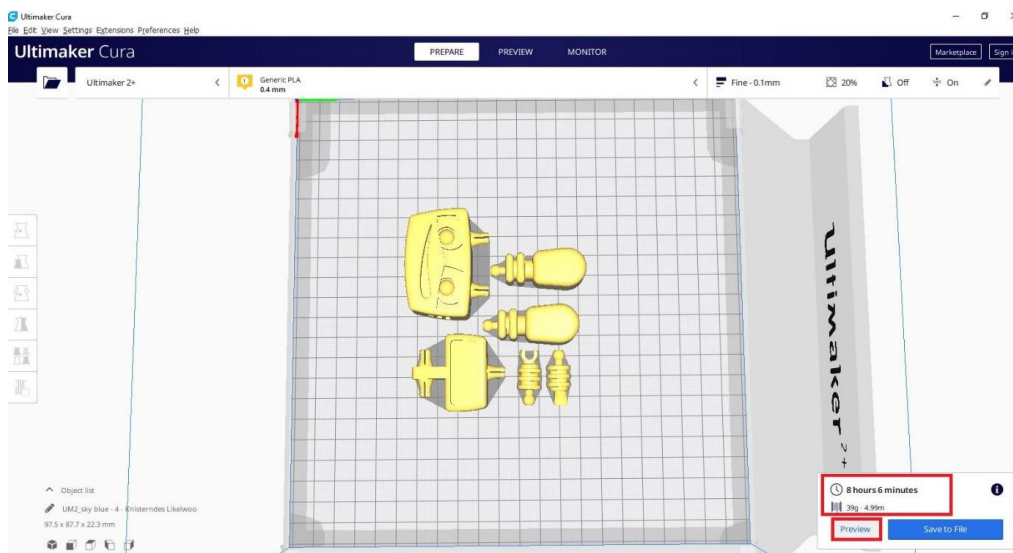 Ultimaker Cura
File Edit View Settings Extensions Preferences Help
Ultimaker Cura
PREPARE PREVIEW MONITOR
Marketplace
Sign i
Ultimaker 2+
1
Generic PLA
0.4 mm
Fine - 0.1mm
20%
Off
On
ultimaker 2+
Object list
UM2_sky blue - 4 - Knisterndes Likelwoo
97.5 x 87.7 x 22.3 mm
8 hours 6 minutes
39g · 4.99m
Preview
Save to File